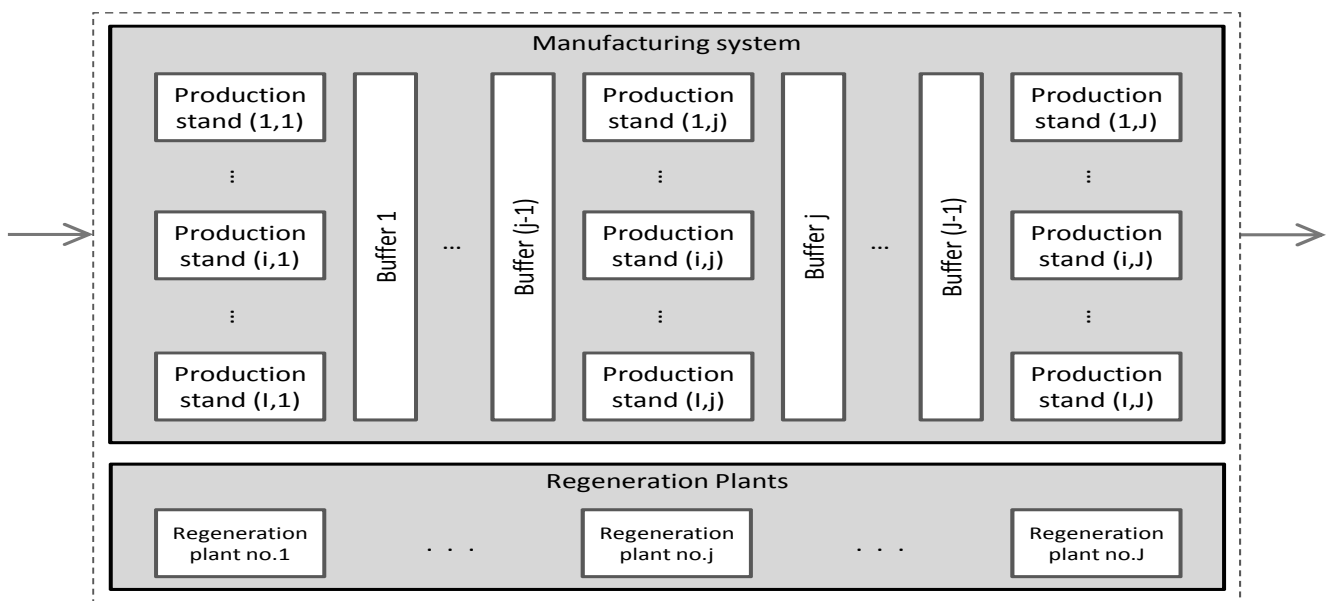 Manufacturing system
Production
stand (1,1)
Production
stand (1,j)
Production
stand (1,J)
...
...
...
Production
stand (i,1)
Buffer 1
...
Buffer (j-1)
Production
stand (i,j)
Buffer j
...
Buffer (J-1)
Production
stand (i,J)
...
...
...
Production
stand (I,1)
Production
stand (I,j)
Production
stand (I,J)
Regeneration Plants
Regeneration
plant no.1
. . .
Regeneration
plant no.j
. . .
Regeneration
plant no.J